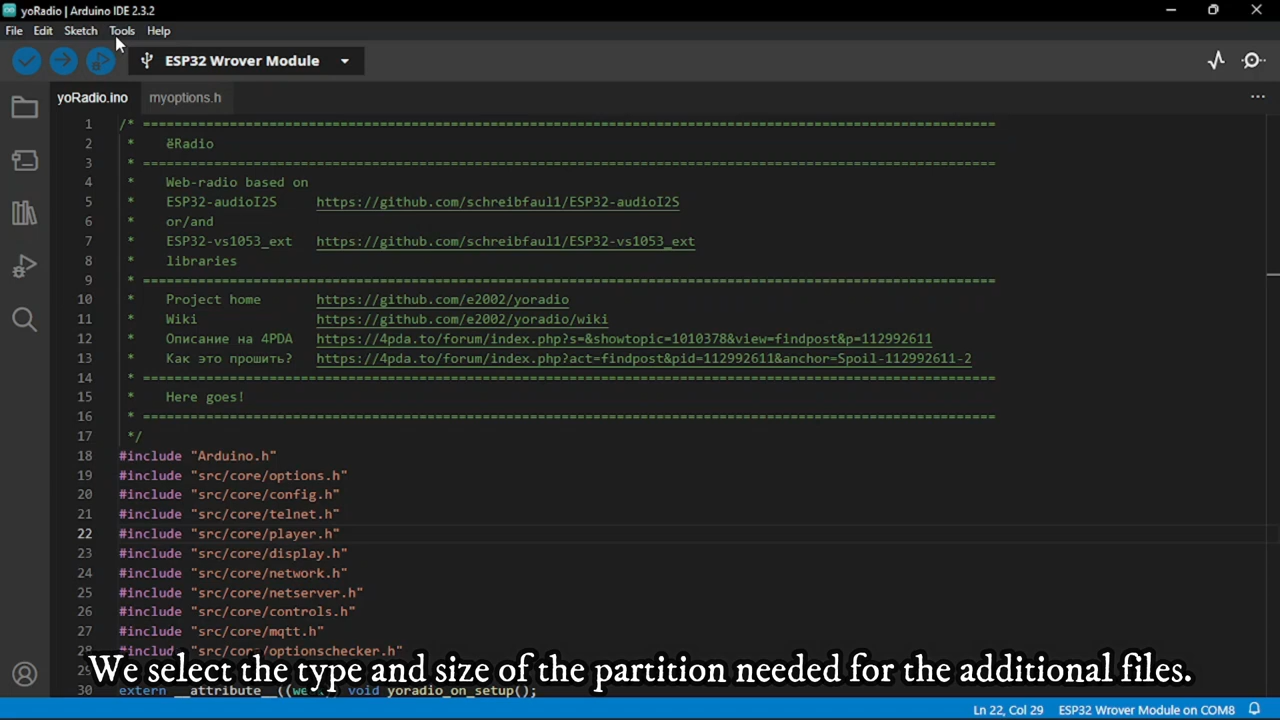 yoRadio | Arduino IDE 2.3.2
File Edit Sketch Tools Help
ESP32 Wrover Module
yoRadio.ino myoptions.h
1 /* ==============================================================================================================
2 * ëRadio
3 * ==============================================================================================================
4 * Web-radio based on
5 * ESP32-audioI2S https://github.com/schreibfaul1/ESP32-audioI2S
6 * or/and
7 * ESP32-vs1053_ext https://github.com/schreibfaul1/ESP32-vs1053_ext
8 * libraries
9 * ==============================================================================================================
10 * Project home https://github.com/e2002/yoradio
11 * Wiki https://github.com/e2002/yoradio/wiki
12 * Описание на 4PDA https://4pda.to/forum/index.php?s=&showtopic=1010378&view=findpost&p=112992611
13 * Как это прошить? https://4pda.to/forum/index.php?act=findpost&pid=112992611&anchor=Spoil-112992611-2
14 * ==============================================================================================================
15 * Here goes!
16 * ==============================================================================================================
17 */
18 #include "Arduino.h"
19 #include "src/core/options.h"
20 #include "src/core/config.h"
21 #include "src/core/telnet.h"
22 #include "src/core/player.h"
23 #include "src/core/display.h"
24 #include "src/core/network.h"
25 #include "src/core/netserver.h"
26 #include "src/core/controls.h"
27 #include "src/core/mqtt.h"
28 #include "src/core/optionschecker.h"
We select the type and size of the partition needed for the additional files.
30 extern void yoradio_on_setup();
Ln 22, Col 29 ESP32 Wrover Module on COM8